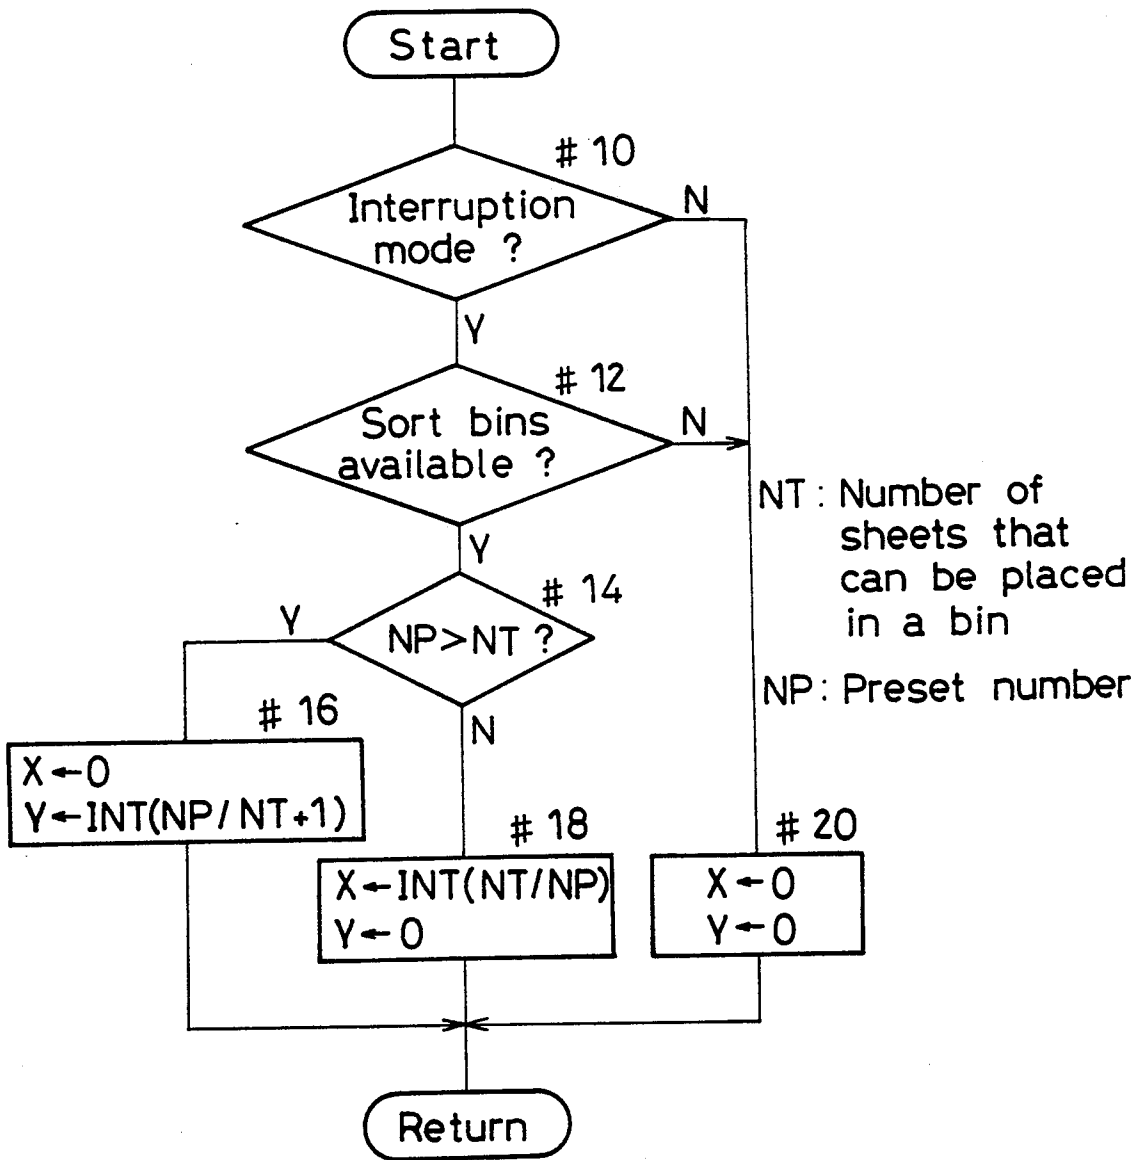 Start
# 10
Interruption
mode ?
N
Y
# 12
Sort bins
available ?
N
Y
NT : Number of
sheets that
can be placed
in a bin
# 14
NP>NT ?
Y
N
NP : Preset number
# 16
X←0
Y←INT(NP/NT+1)
# 18
X←INT(NT/NP)
Y←0
# 20
X←0
Y←0
Return